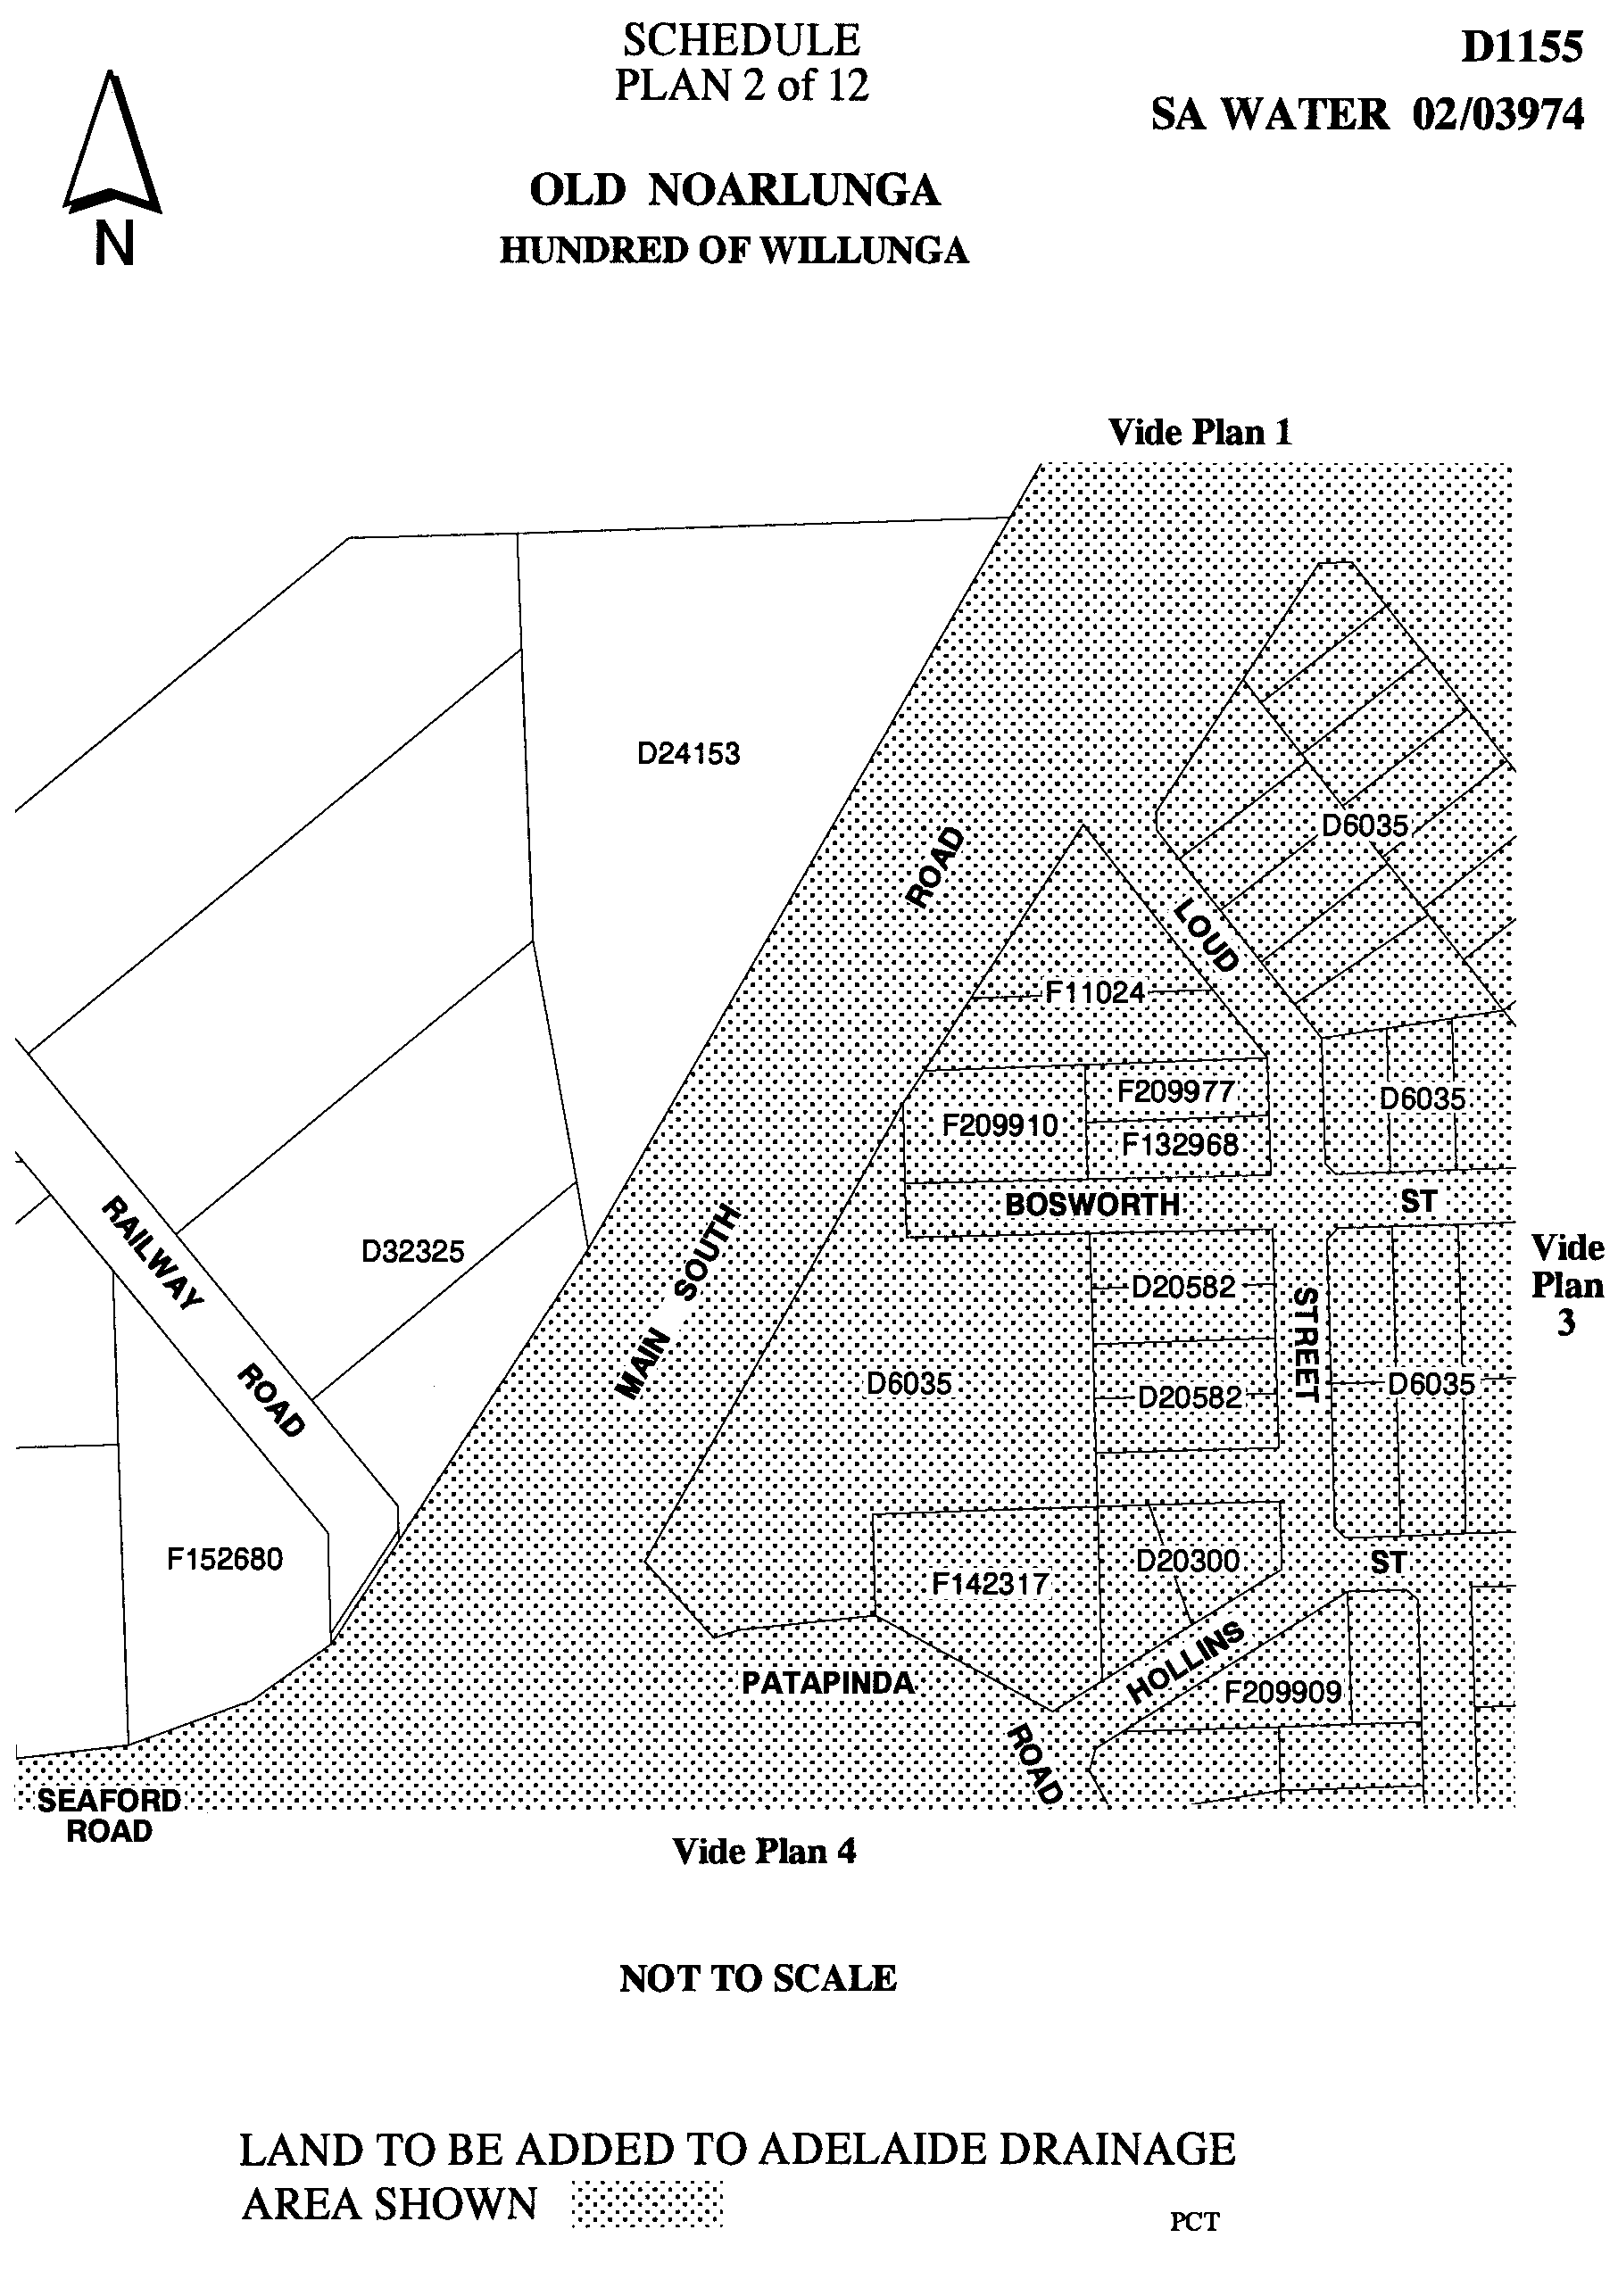 SCHEDULE
PLAN 2 of 12
D1155
SA WATER 02/03974
N
OLD NOARLUNGA
HUNDRED OF WILLUNGA
Vide Plan 1
D24153
ROAD
D6035
LOUD
F11024
F209977
D6035
F209910
F132968
BOSWORTH
ST
RAILWAY
ROAD
D32325
MAIN SOUTH
Vide
Plan
3
D20582
STREET
D6035
D20582
D6035
F152680
F142317
D20300
ST
HOLLINS
PATAPINDA
ROAD
F209909
SEAFORD
ROAD
Vide Plan 4
NOT TO SCALE
LAND TO BE ADDED TO ADELAIDE DRAINAGE
AREA SHOWN
PCT